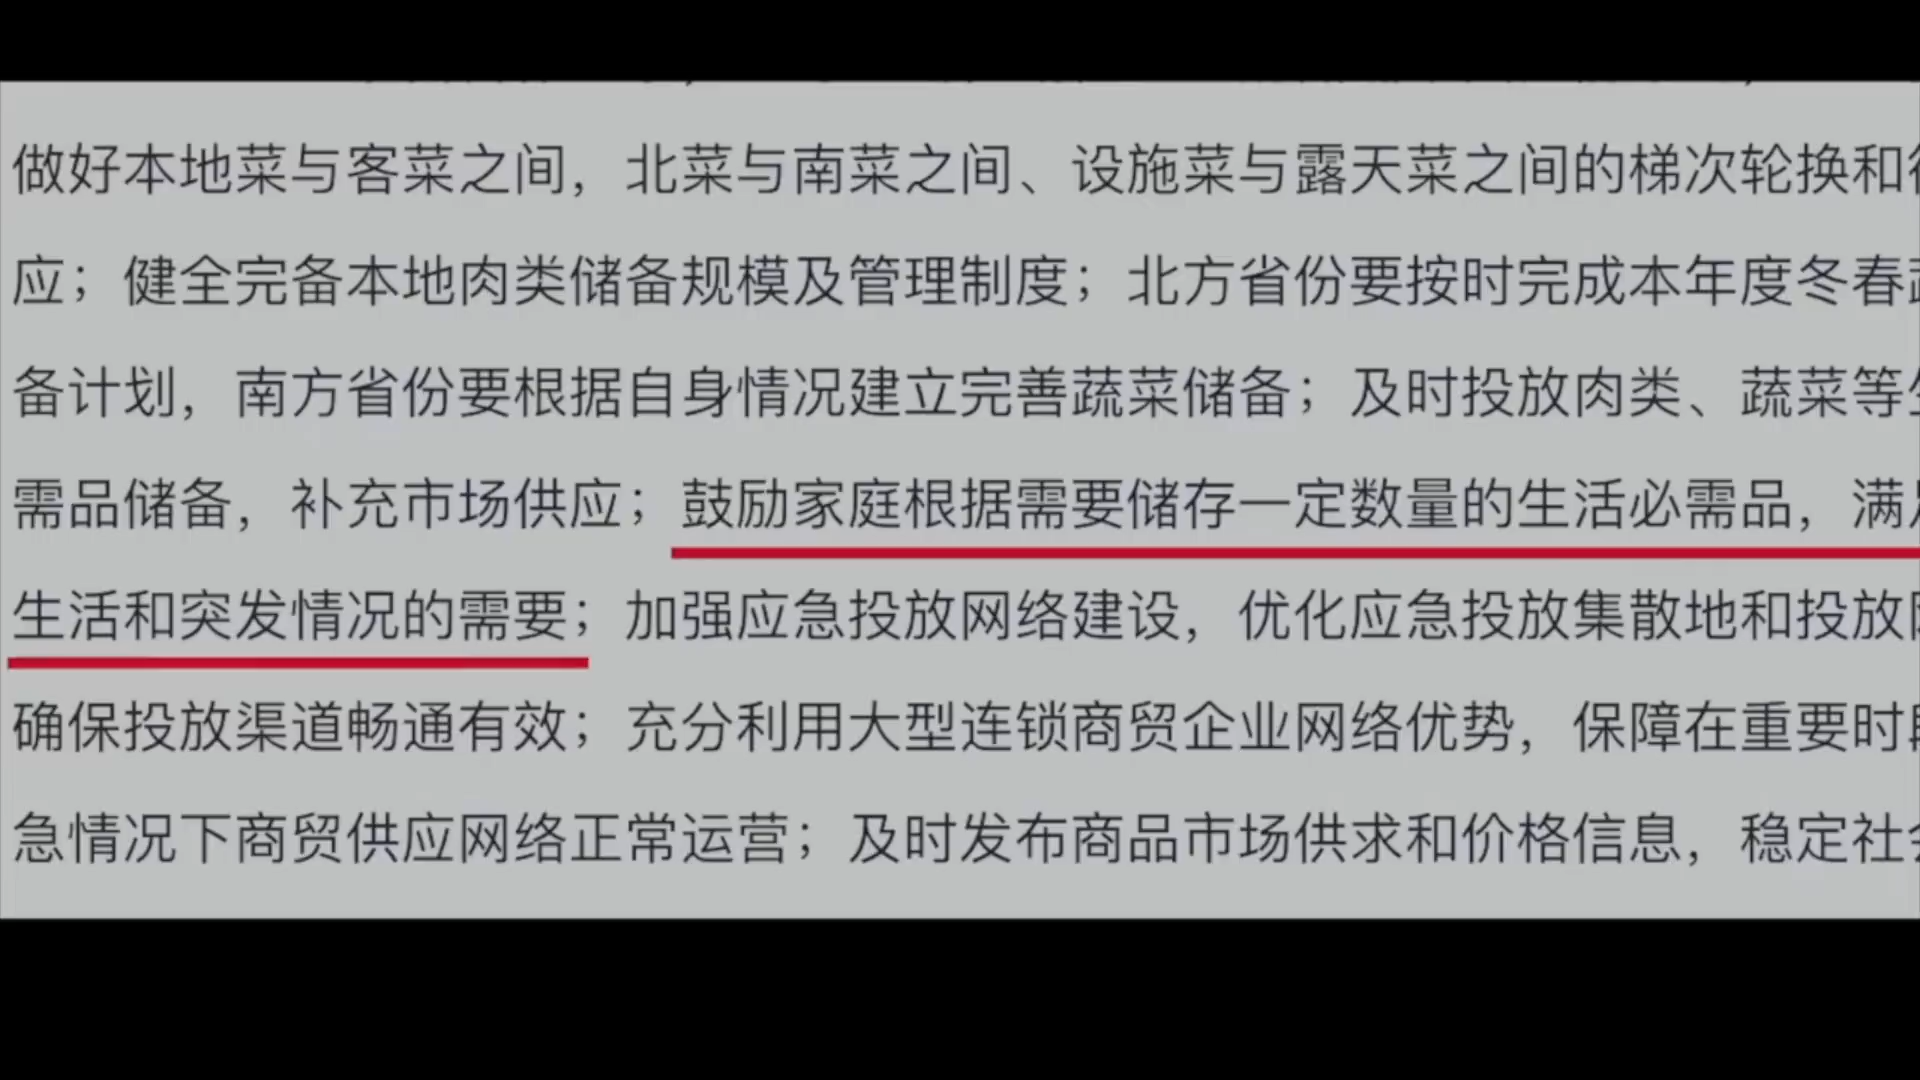 做好本地菜与客菜之间，北菜与南菜之间、设施菜与露天菜之间的梯次轮换和
应；健全完备本地肉类储备规模及管理制度；北方省份要按时完成本年度冬春
备计划，南方省份要根据自身情况建立完善蔬菜储备；及时投放肉类、蔬菜等
需品储备，补充市场供应；鼓励家庭根据需要储存一定数量的生活必需品，满
生活和突发情况的需要；加强应急投放网络建设，优化应急投放集散地和投放
确保投放渠道畅通有效；充分利用大型连锁商贸企业网络优势，保障在重要时
急情况下商贸供应网络正常运营；及时发布商品市场供求和价格信息，稳定社